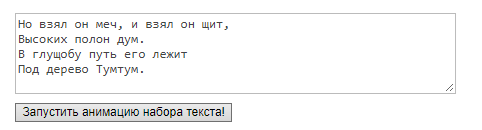 Но взял он меч, и взял он щит,
Высоких полон дум.
В глущобу путь его лежит
Под дерево Тумтум.
Запустить анимацию набора текста!